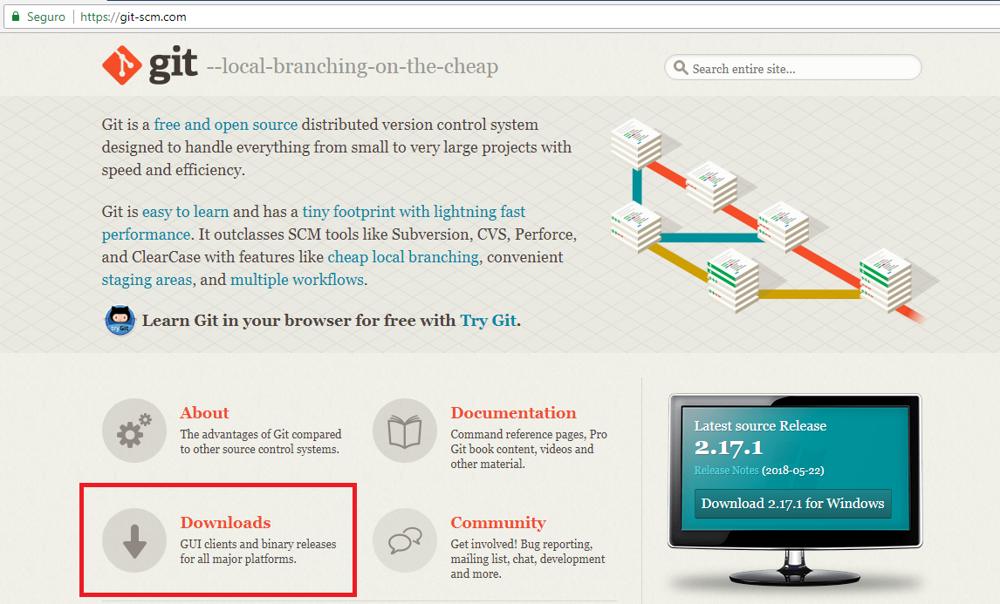 Seguro https://git-scm.com
git --local-branching-on-the-cheap
Search entire site...
Git is a free and open source distributed version control system
designed to handle everything from small to very large projects with
speed and efficiency.
Git is easy to learn and has a tiny footprint with lightning fast
performance. It outclasses SCM tools like Subversion, CVS, Perforce,
and ClearCase with features like cheap local branching, convenient
staging areas, and multiple workflows.
tryGit
Learn Git in your browser for free with Try Git.
About
The advantages of Git compared
to other source control systems.
Documentation
Command reference pages, Pro
Git book content, videos and
other material.
Downloads
GUI clients and binary releases
for all major platforms.
Community
Get involved! Bug reporting,
mailing list, chat, development
and more.
Latest source Release
2.17.1
Release Notes (2018-05-22)
Download 2.17.1 for Windows